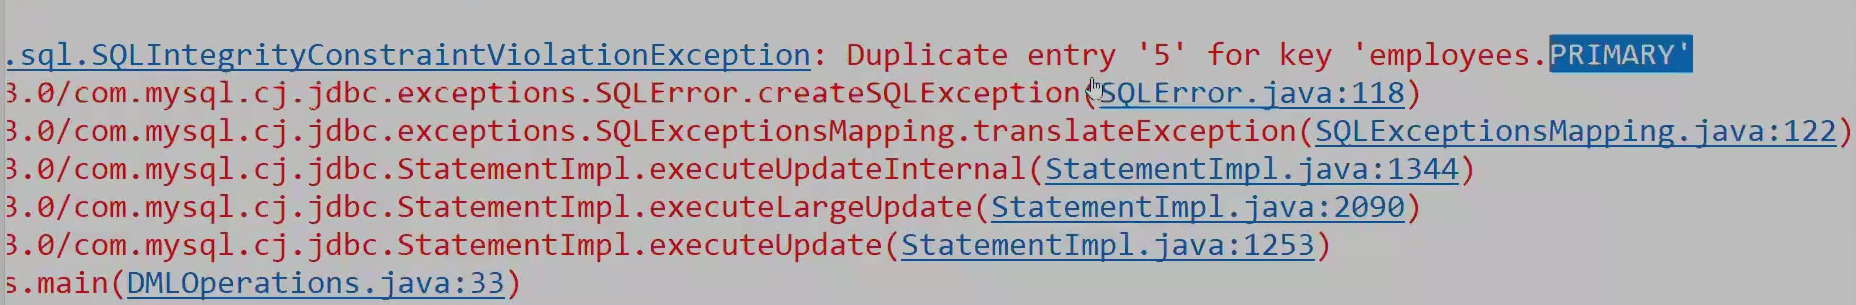 .sql.SQLIntegrityConstraintViolationException: Duplicate entry '5' for key 'employees.PRIMARY'
3.0/com.mysql.cj.jdbc.exceptions.SQLError.createSQLException(SQLError.java:118)
3.0/com.mysql.cj.jdbc.exceptions.SQLExceptionsMapping.translateException(SQLExceptionsMapping.java:122)
3.0/com.mysql.cj.jdbc.StatementImpl.executeUpdateInternal(StatementImpl.java:1344)
3.0/com.mysql.cj.jdbc.StatementImpl.executeLargeUpdate(StatementImpl.java:2090)
3.0/com.mysql.cj.jdbc.StatementImpl.executeUpdate(StatementImpl.java:1253)
s.main(DMLOperations.java:33)